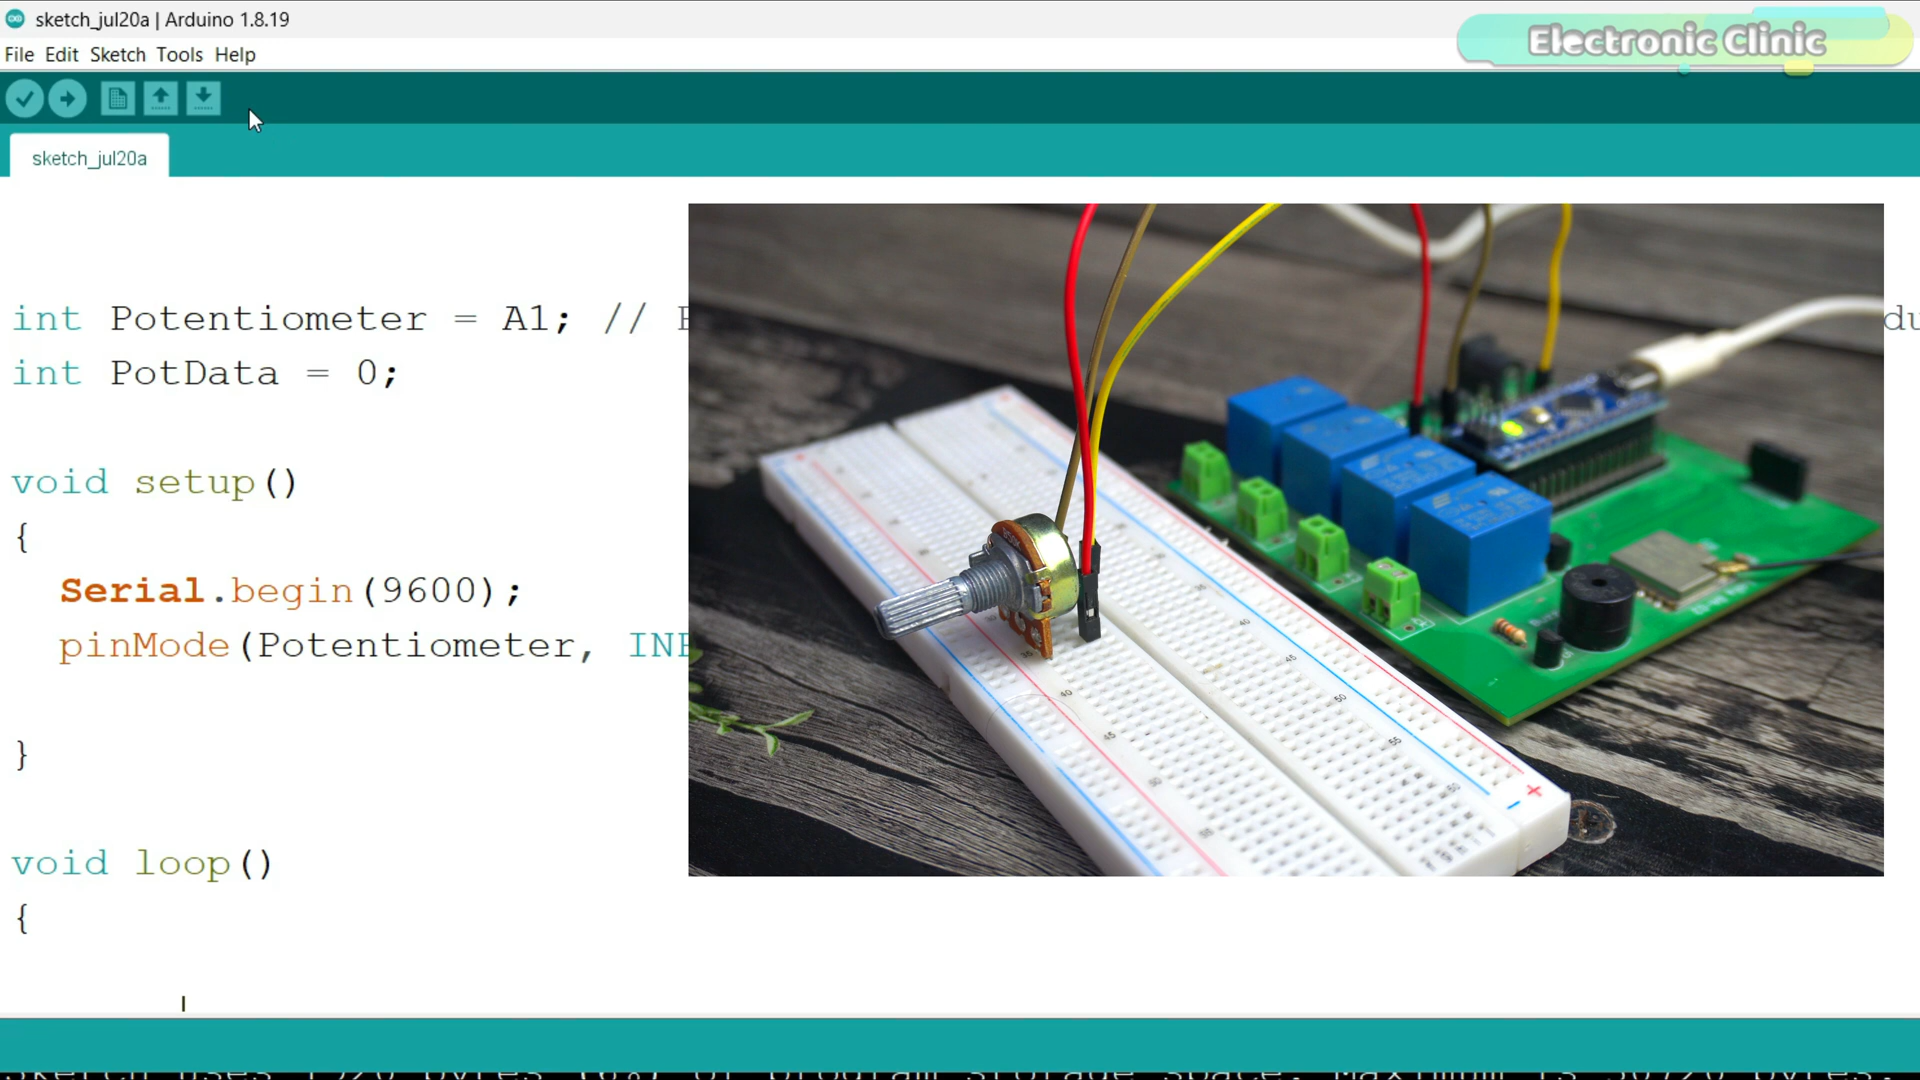 sketch_jul20a | Arduino 1.8.19
File Edit Sketch Tools Help
Electronic Clinic
sketch_jul20a
int Potentiometer = A1; //
int PotData = 0;
void setup()
{
Serial.begin(9600);
pinMode(Potentiometer,
}
void loop()
{